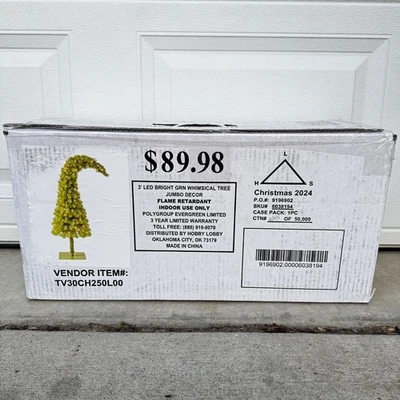 $89.98
3' LED BRIGHT GRN WHIMSICAL TREE
JUMBO DECOR
FLAME RETARDANT
INDOOR USE ONLY
POLYGROUP EVERGREEN LIMITED
3 YEAR LIMITED WARRANTY
TOLL FREE: (888) 919-0070
DISTRIBUTED BY HOBBY LOBBY
OKLAHOMA CITY, OK 73179
MADE IN CHINA
VENDOR ITEM#:
TV30CH250L00
L
H S
Christmas 2024
P.O.#: 9196902
SKU# 6038194
CASE PACK: 1PC
CTN# OF 50,000
9196902:00006038194